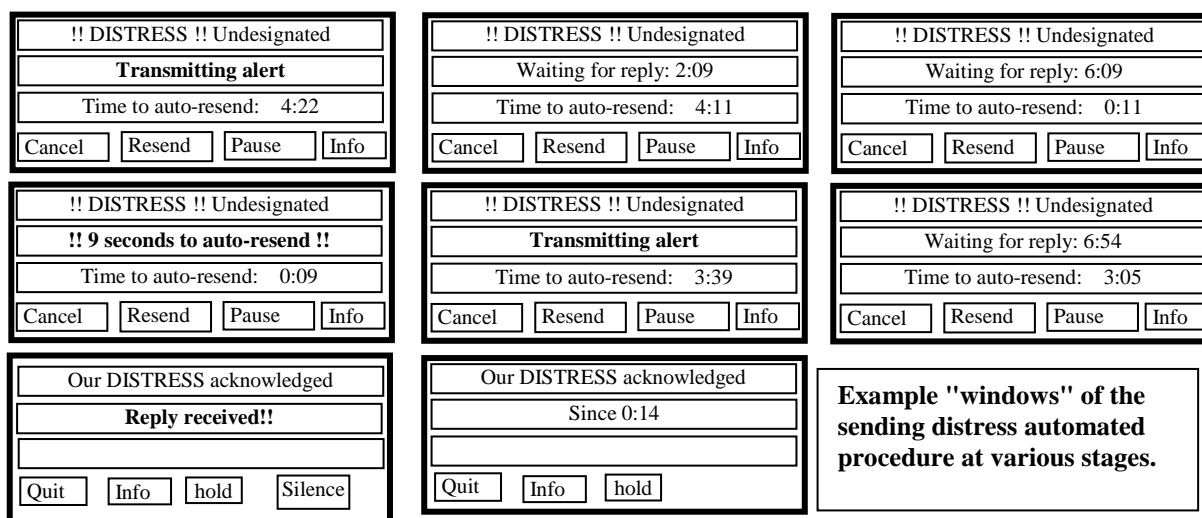 !! DISTRESS !! Undesignated
Transmitting alert
Time to auto-resend: 4:22
Cancel Resend Pause Info
!! DISTRESS !! Undesignated
Waiting for reply: 2:09
Time to auto-resend: 4:11
Cancel Resend Pause Info
!! DISTRESS !! Undesignated
Waiting for reply: 6:09
Time to auto-resend: 0:11
Cancel Resend Pause Info
!! DISTRESS !! Undesignated
!! 9 seconds to auto-resend !!
Time to auto-resend: 0:09
Cancel Resend Pause Info
!! DISTRESS !! Undesignated
Transmitting alert
Time to auto-resend: 3:39
Cancel Resend Pause Info
!! DISTRESS !! Undesignated
Waiting for reply: 6:54
Time to auto-resend: 3:05
Cancel Resend Pause Info
Our DISTRESS acknowledged
Reply received!!
Quit Info hold Silence
Our DISTRESS acknowledged
Since 0:14
Quit Info hold
Example "windows" of the
sending distress automated
procedure at various stages.